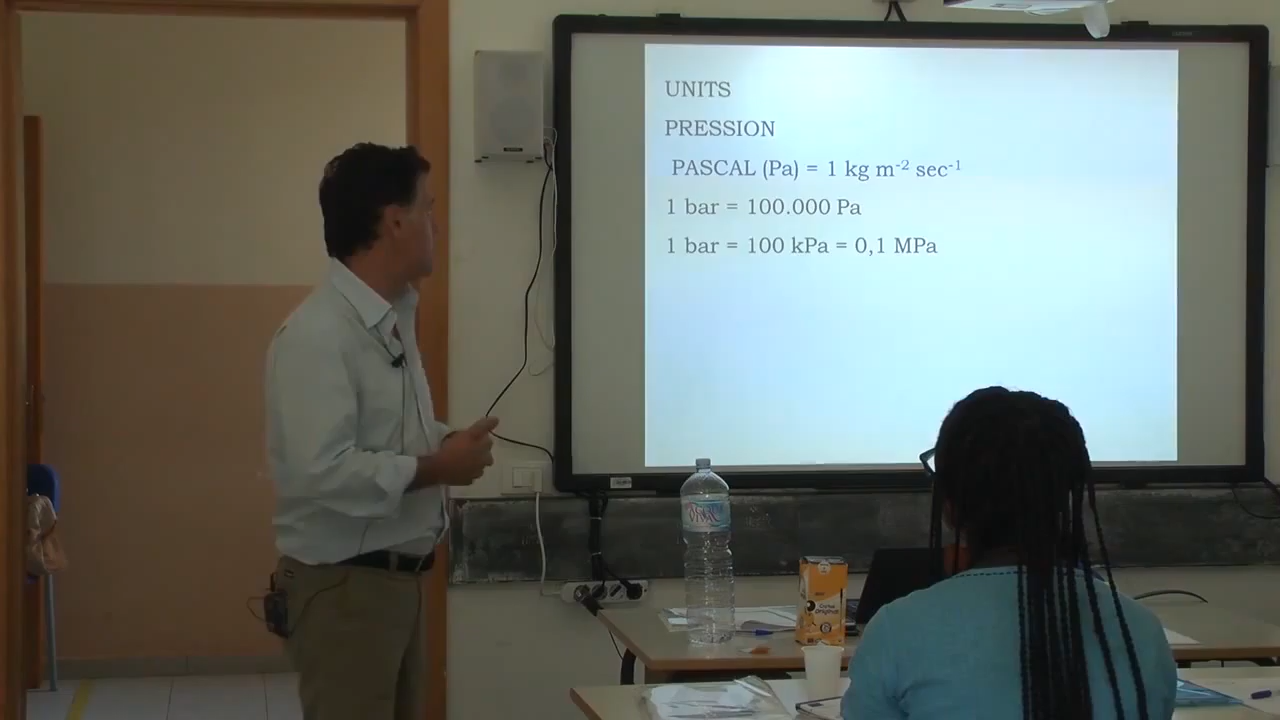 UNITS
PRESSION
PASCAL (Pa) = 1 kg m⁻² sec⁻¹
1 bar = 100.000 Pa
1 bar = 100 kPa = 0,1 MPa